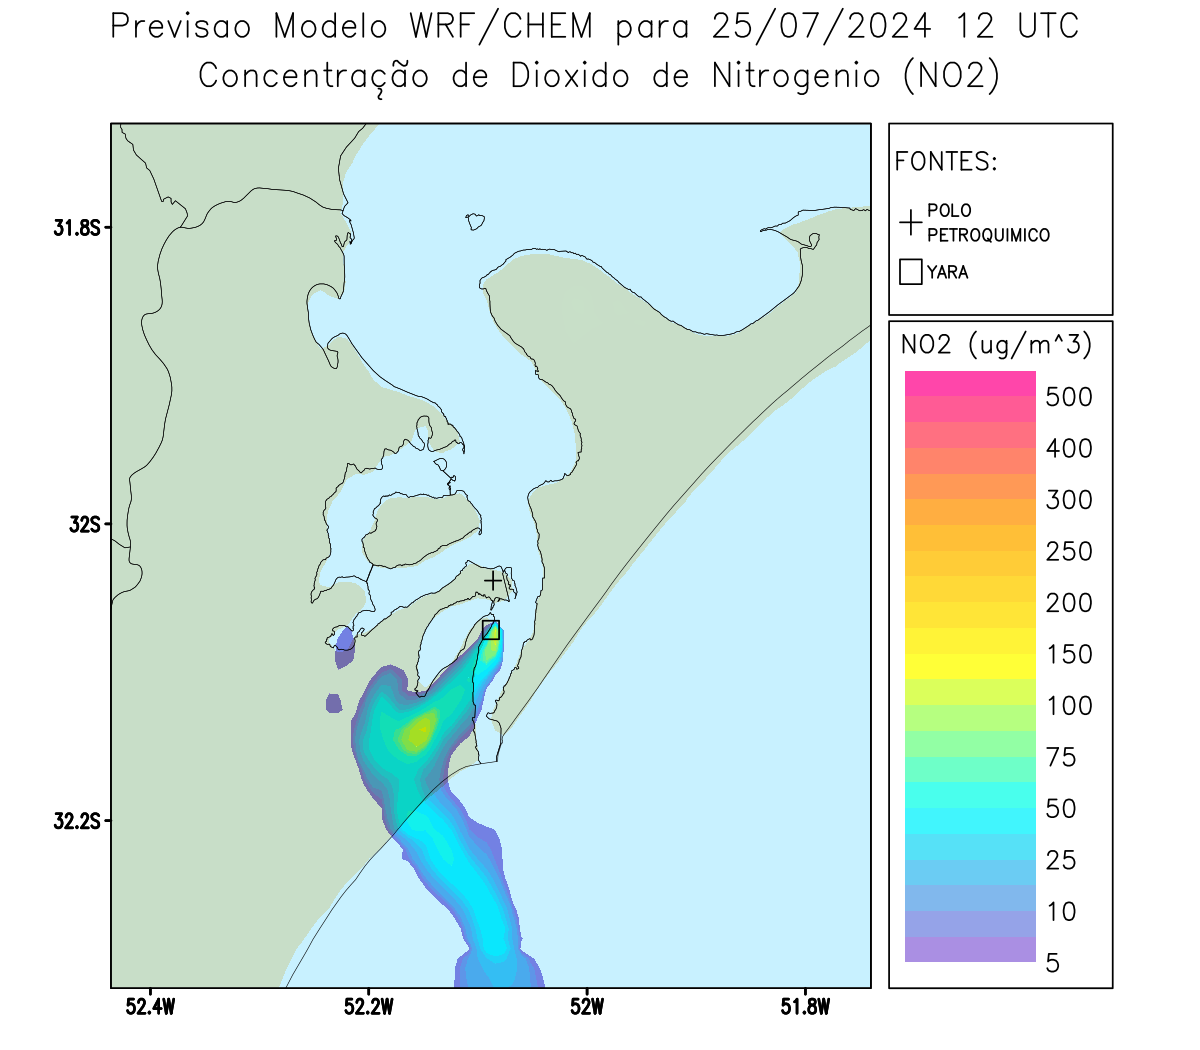 Previsao Modelo WRF/CHEM para 25/07/2024 12 UTC
Concentração de Dioxido de Nitrogenio (NO2)
FONTES:
POLO
PETROQUIMICO
YARA
NO2 (ug/m^3)
500
400
300
250
200
150
100
75
50
25
10
5
31.8S
32S
32.2S
52.4W
52.2W
52W
51.8W